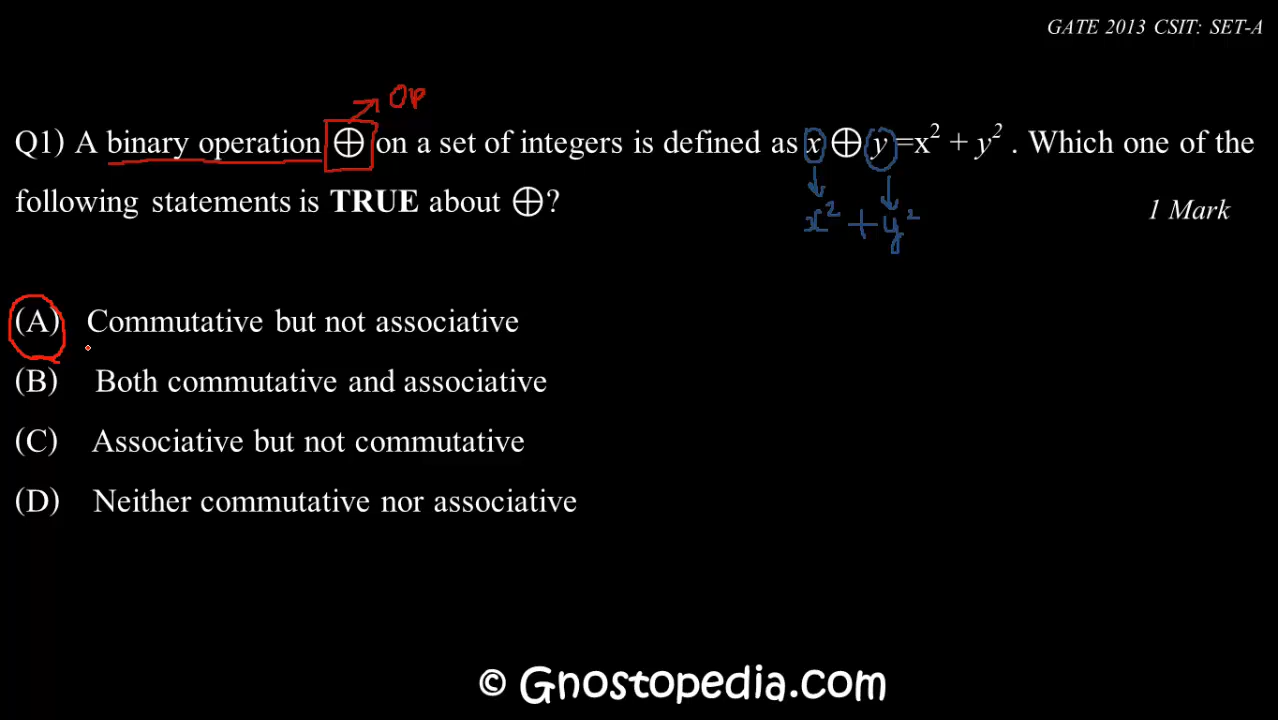 GATE 2013 CSIT: SET-A
Op
Q1) A binary operation ⊕ on a set of integers is defined as x ⊕ y =x² + y² . Which one of the
following statements is TRUE about ⊕?
x² + y²
1 Mark
(A) Commutative but not associative
(B) Both commutative and associative
(C) Associative but not commutative
(D) Neither commutative nor associative
© Gnostopedia.com